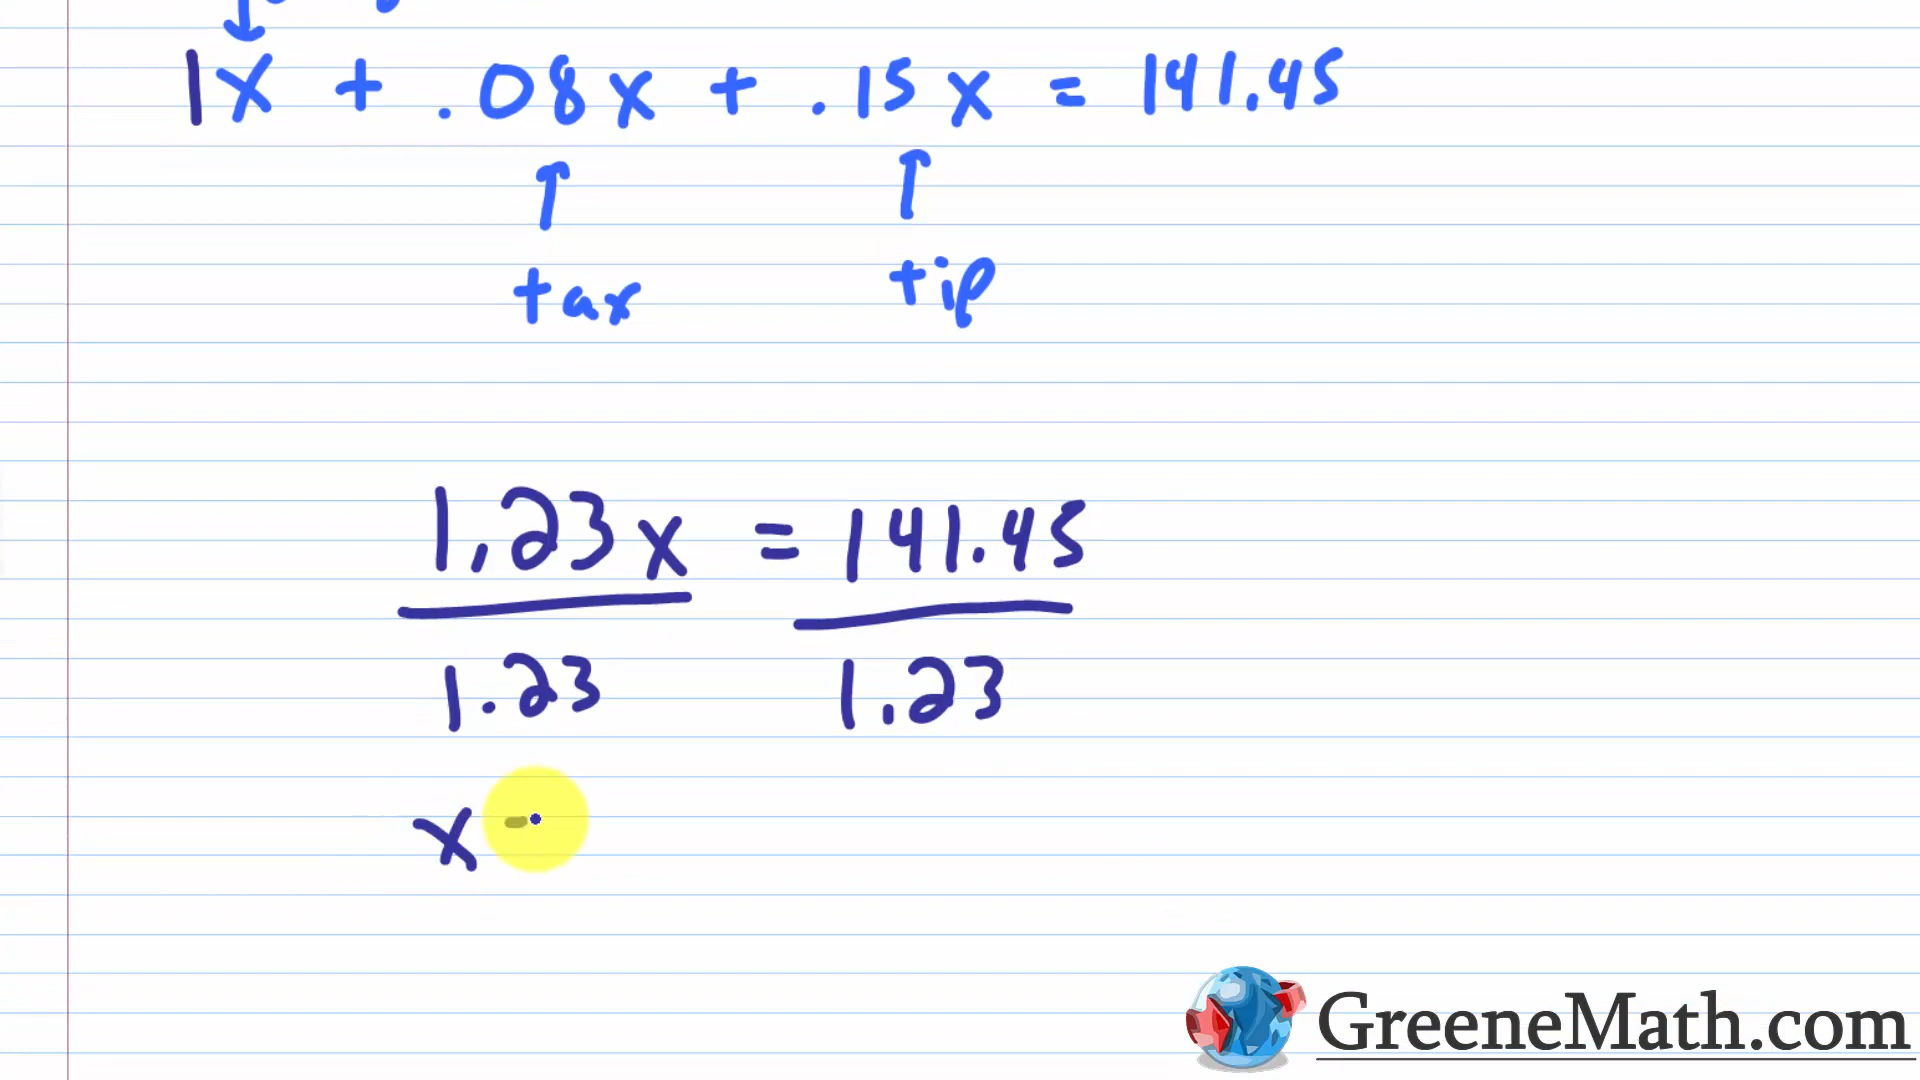 1x + .08x + .15x = 141.45
tax tip
1.23x = 141.45
1.23 1.23
x -
GreeneMath.com